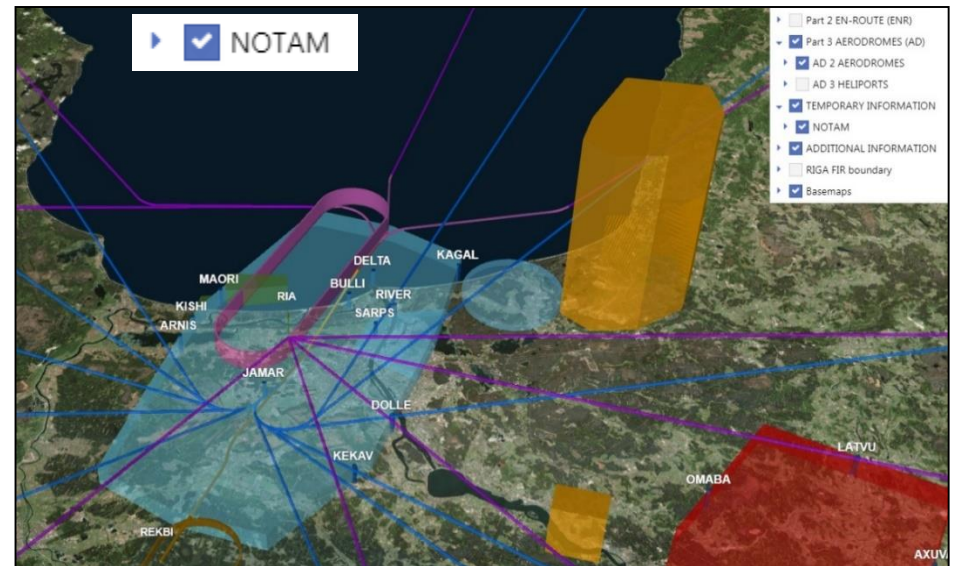 NOTAM
Part 2 EN-ROUTE (ENR)
Part 3 AERODROMES (AD)
AD 2 AERODROMES
AD 3 HELIPORTS
TEMPORARY INFORMATION
NOTAM
ADDITIONAL INFORMATION
RIGA FIR boundary
Basemaps
KAGAL
DELTA
MAORI
BULLI
RIA
RIVER
KISHI
SARPS
ARNIS
JAMAR
DOLLE
KEKAV
LATVU
OMABA
REKBI